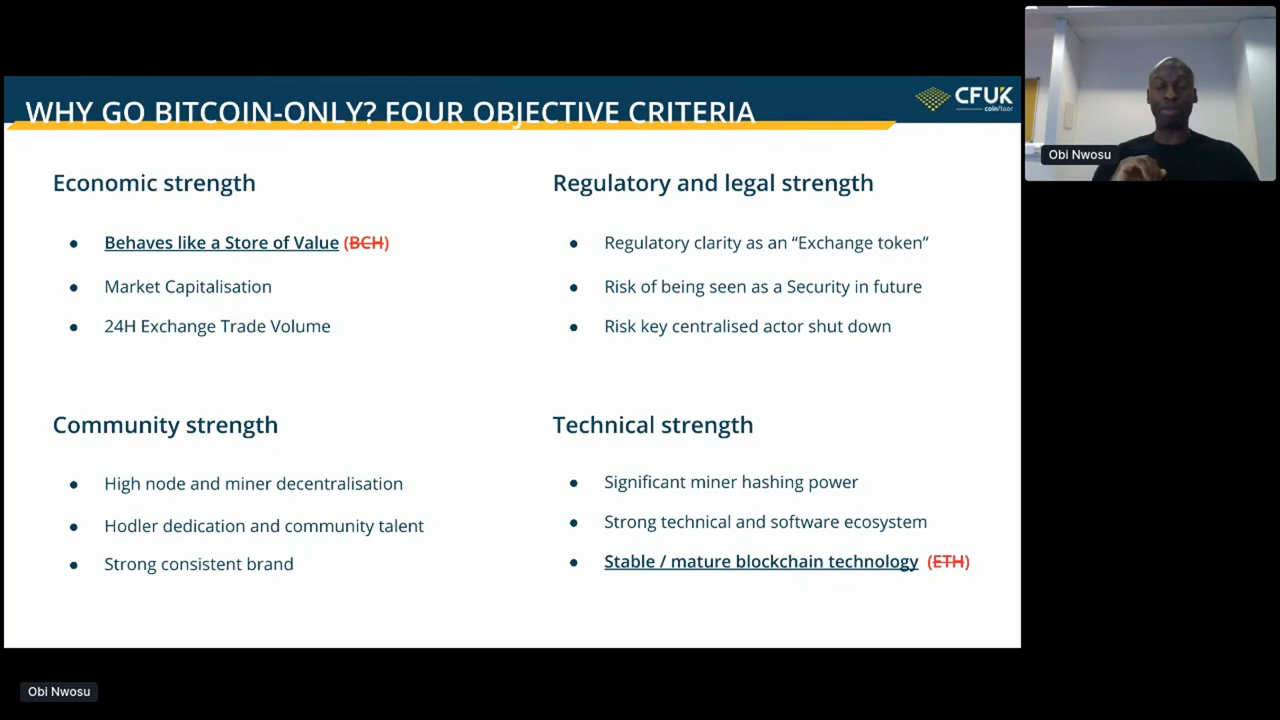 WHY GO BITCOIN-ONLY? FOUR OBJECTIVE CRITERIA
CFUK
coinfloor
Obi Nwosu
Economic strength
• Behaves like a Store of Value (BCH)
• Market Capitalisation
• 24H Exchange Trade Volume
Regulatory and legal strength
• Regulatory clarity as an “Exchange token”
• Risk of being seen as a Security in future
• Risk key centralised actor shut down
Community strength
• High node and miner decentralisation
• Hodler dedication and community talent
• Strong consistent brand
Technical strength
• Significant miner hashing power
• Strong technical and software ecosystem
• Stable / mature blockchain technology (ETH)
Obi Nwosu